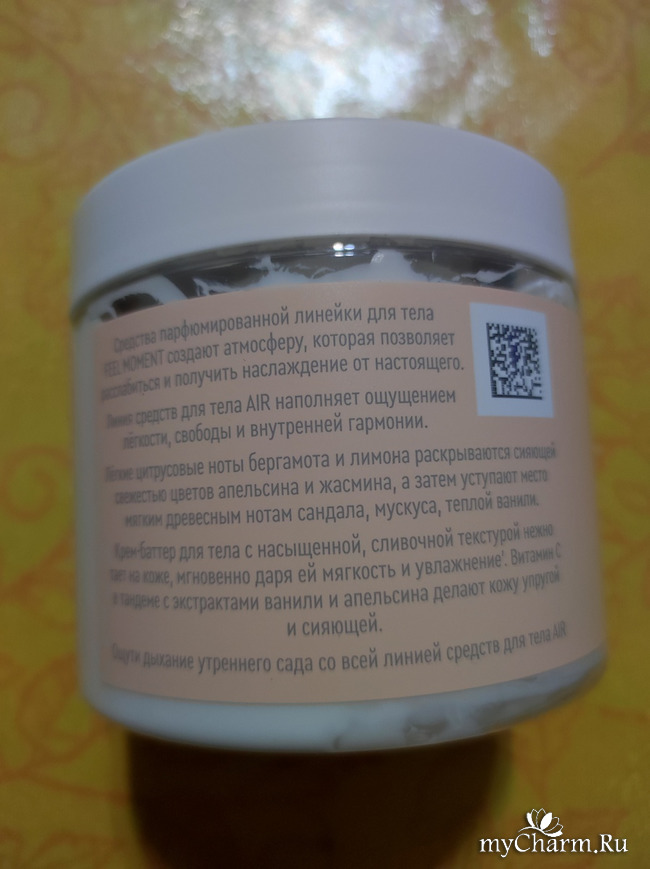 Средства парфюмированной линейки для тела
FEEL MOMENT создают атмосферу, которая позволяет
расслабиться и получить наслаждение от настоящего.
Линия средств для тела AIR наполняет ощущением
лёгкости, свободы и внутренней гармонии.
Лёгкие цитрусовые ноты бергамота и лимона раскрываются сияющей
свежестью цветов апельсина и жасмина, а затем уступают место
мягким древесным нотам сандала, мускуса, теплой ванили.
Крем-баттер для тела с насыщенной, сливочной текстурой нежно
тает на коже, мгновенно даря ей мягкость и увлажнение². Витамин С
в тандеме с экстрактами ванили и апельсина делают кожу упругой
и сияющей.
Ощути дыхание утреннего сада со всей линией средств для тела AIR
myCharm.Ru